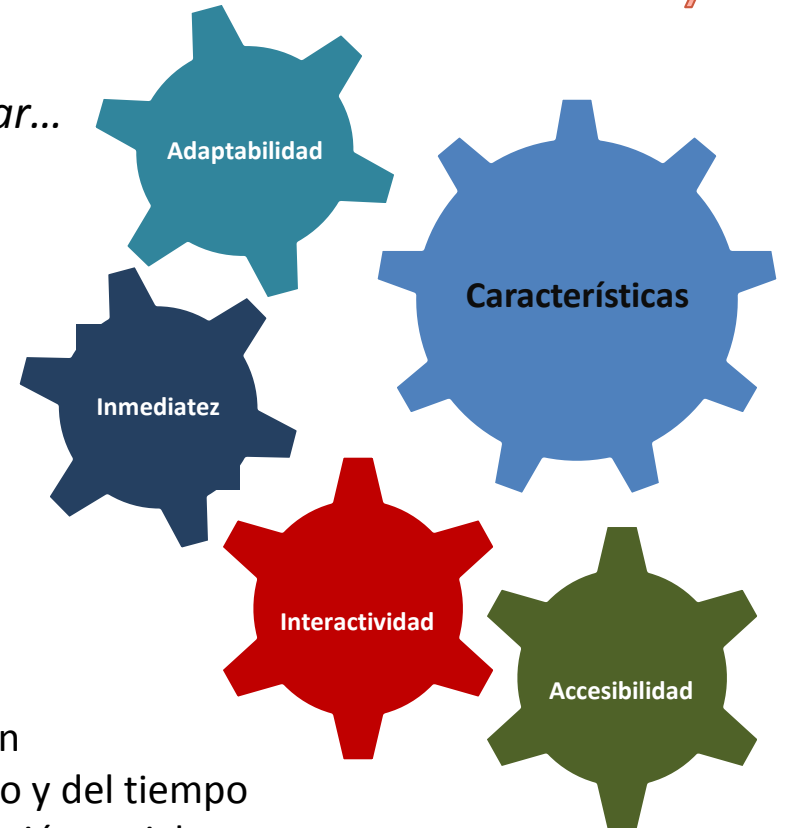 ar…
Adaptabilidad
Características
Inmediatez
Interactividad
Accesibilidad
n
o y del tiempo